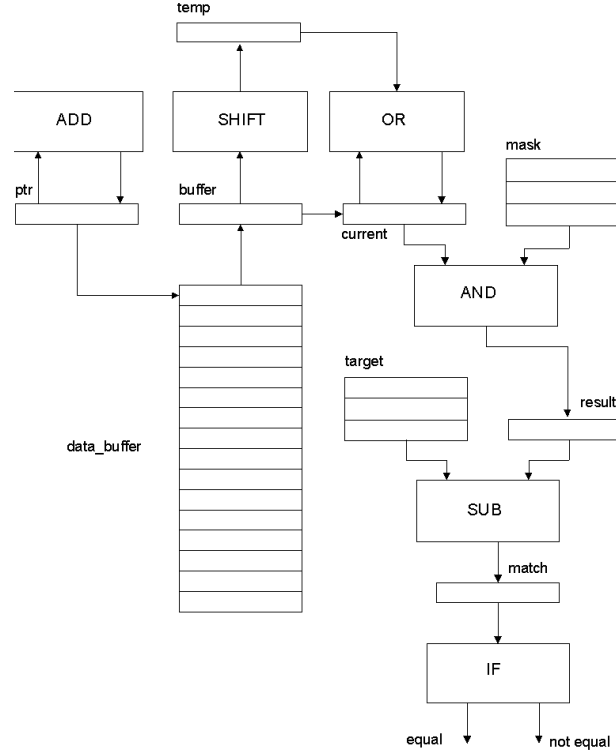 temp
ADD
SHIFT
OR
mask
ptr
buffer
current
AND
target
result
data_buffer
SUB
match
IF
equal
not equal